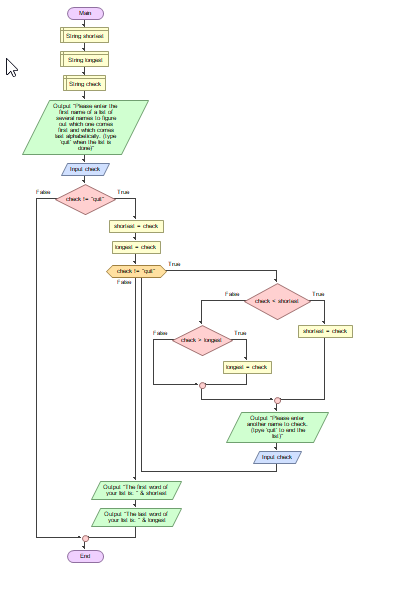 Main
String shortest
String longest
String check
Output "Please enter the
first name of a list of
several names to figure
out which one comes
first and which comes
last alphabetically. (type
'quit' when the list is
done)"
Input check
False
True
check != "quit"
shortest = check
longest = check
check != "quit"
True
False
False
True
check < shortest
False
True
shortest = check
check > longest
longest = check
Output "Please enter
another name to check.
(tpye 'quit' to end the
list)"
Input check
Output "The first word of
your list is. " & shortest
Output "The last word of
your list is: " & longest
End